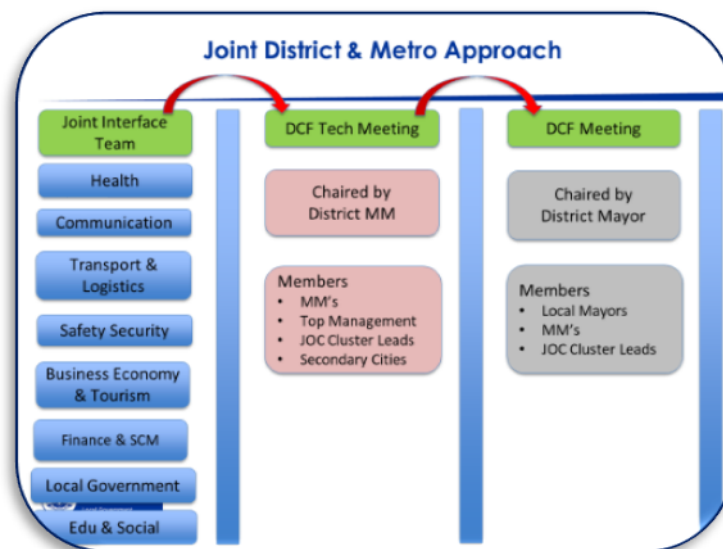 Joint District & Metro Approach
Joint Interface
Team
Health
Communication
Transport &
Logistics
Safety Security
Business Economy
& Tourism
Finance & SCM
Local Government
Edu & Social
DCF Tech Meeting
Chaired by
District MM
Members
• MM's
• Top Management
• JOC Cluster Leads
• Secondary Cities
DCF Meeting
Chaired by
District Mayor
Members
• Local Mayors
• MM's
• JOC Cluster Leads